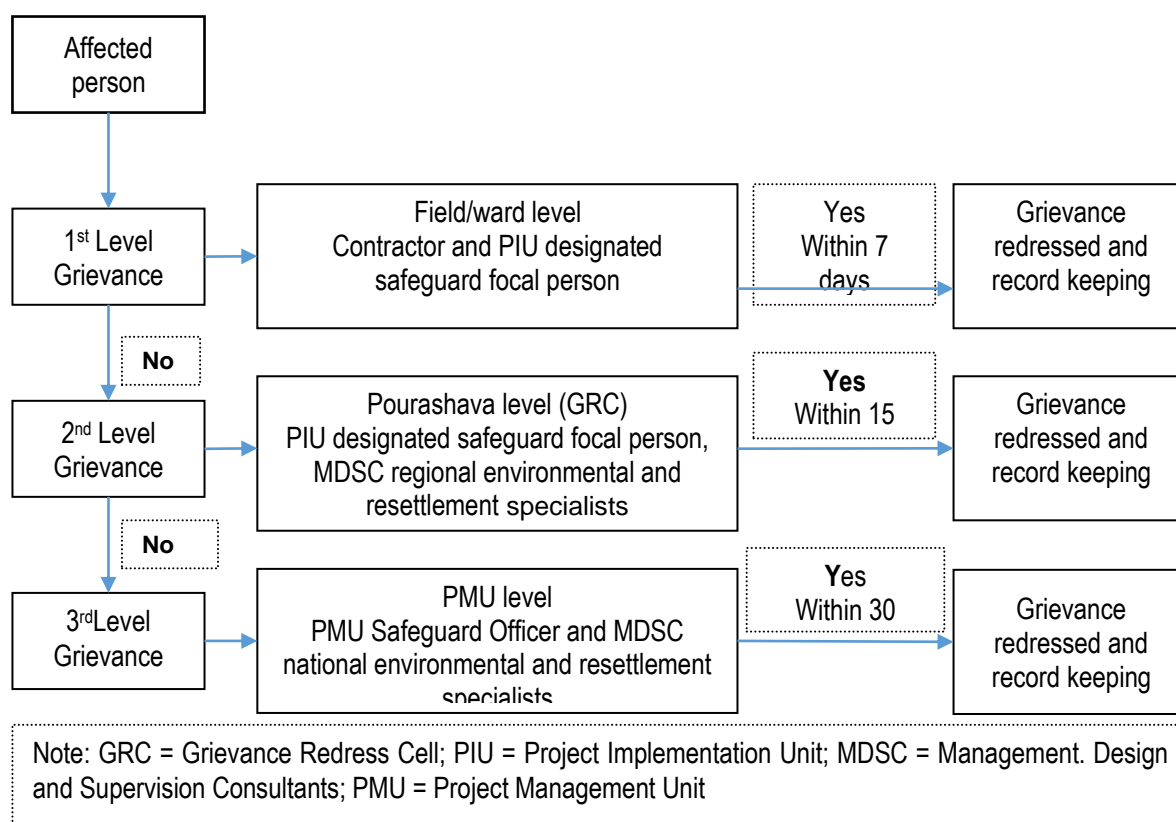 Affected
person
1st Level
Grievance
Field/ward level
Contractor and PIU designated
safeguard focal person
Yes
Within 7
days
Grievance
redressed and
record keeping
No
2nd Level
Grievance
Pourashava level (GRC)
PIU designated safeguard focal person,
MDSC regional environmental and
resettlement specialists
Yes
Within 15
Grievance
redressed and
record keeping
No
3rdLevel
Grievance
PMU level
PMU Safeguard Officer and MDSC
national environmental and resettlement
specialists
Yes
Within 30
Grievance
redressed and
record keeping
Note: GRC = Grievance Redress Cell; PIU = Project Implementation Unit; MDSC = Management. Design
and Supervision Consultants; PMU = Project Management Unit